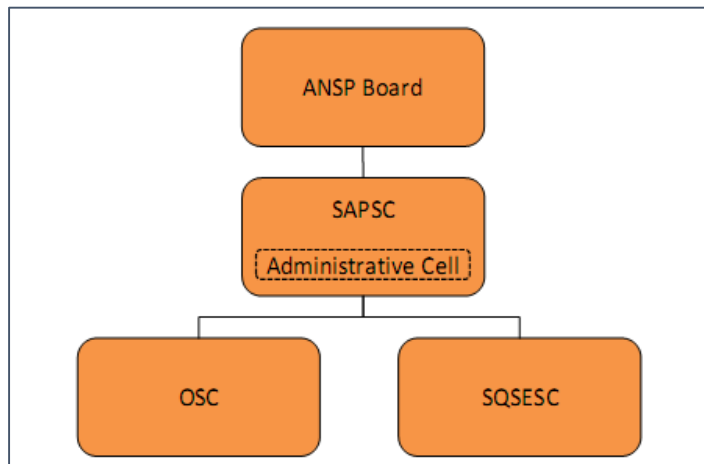 ANSP Board
SAPSC
Administrative Cell
OSC
SQSESC